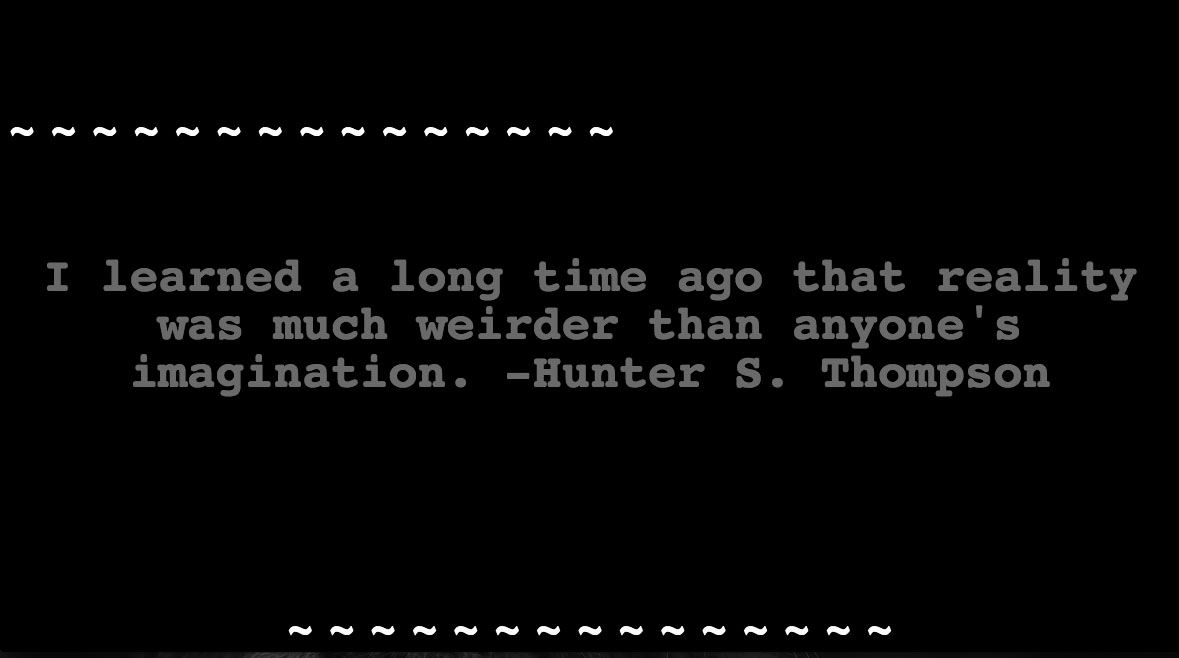 ~ ~ ~ ~ ~ ~ ~ ~ ~ ~ ~ ~ ~ ~ ~
I learned a long time ago that reality
was much weirder than anyone's
imagination. -Hunter S. Thompson
~ ~ ~ ~ ~ ~ ~ ~ ~ ~ ~ ~ ~ ~ ~